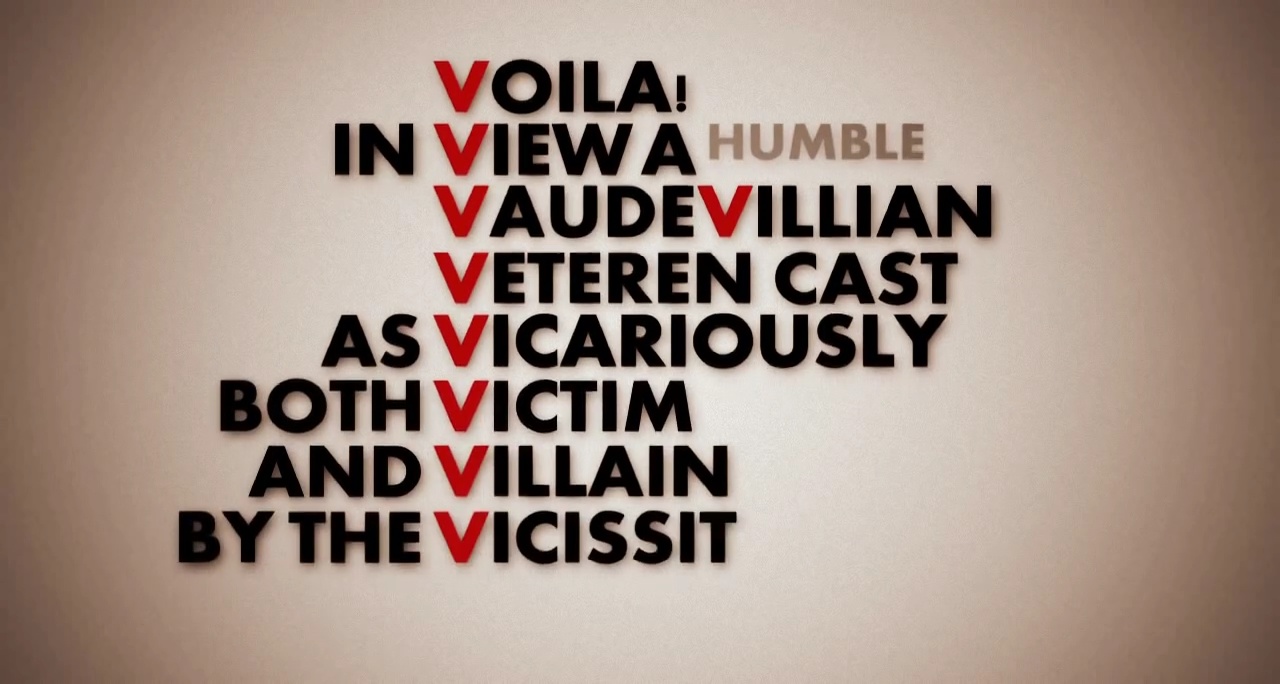 VOILA!
IN VIEW A HUMBLE
VAUDEVILLIAN
VETEREN CAST
AS VICARIOUSLY
BOTH VICTIM
AND VILLAIN
BY THE VICISSIT